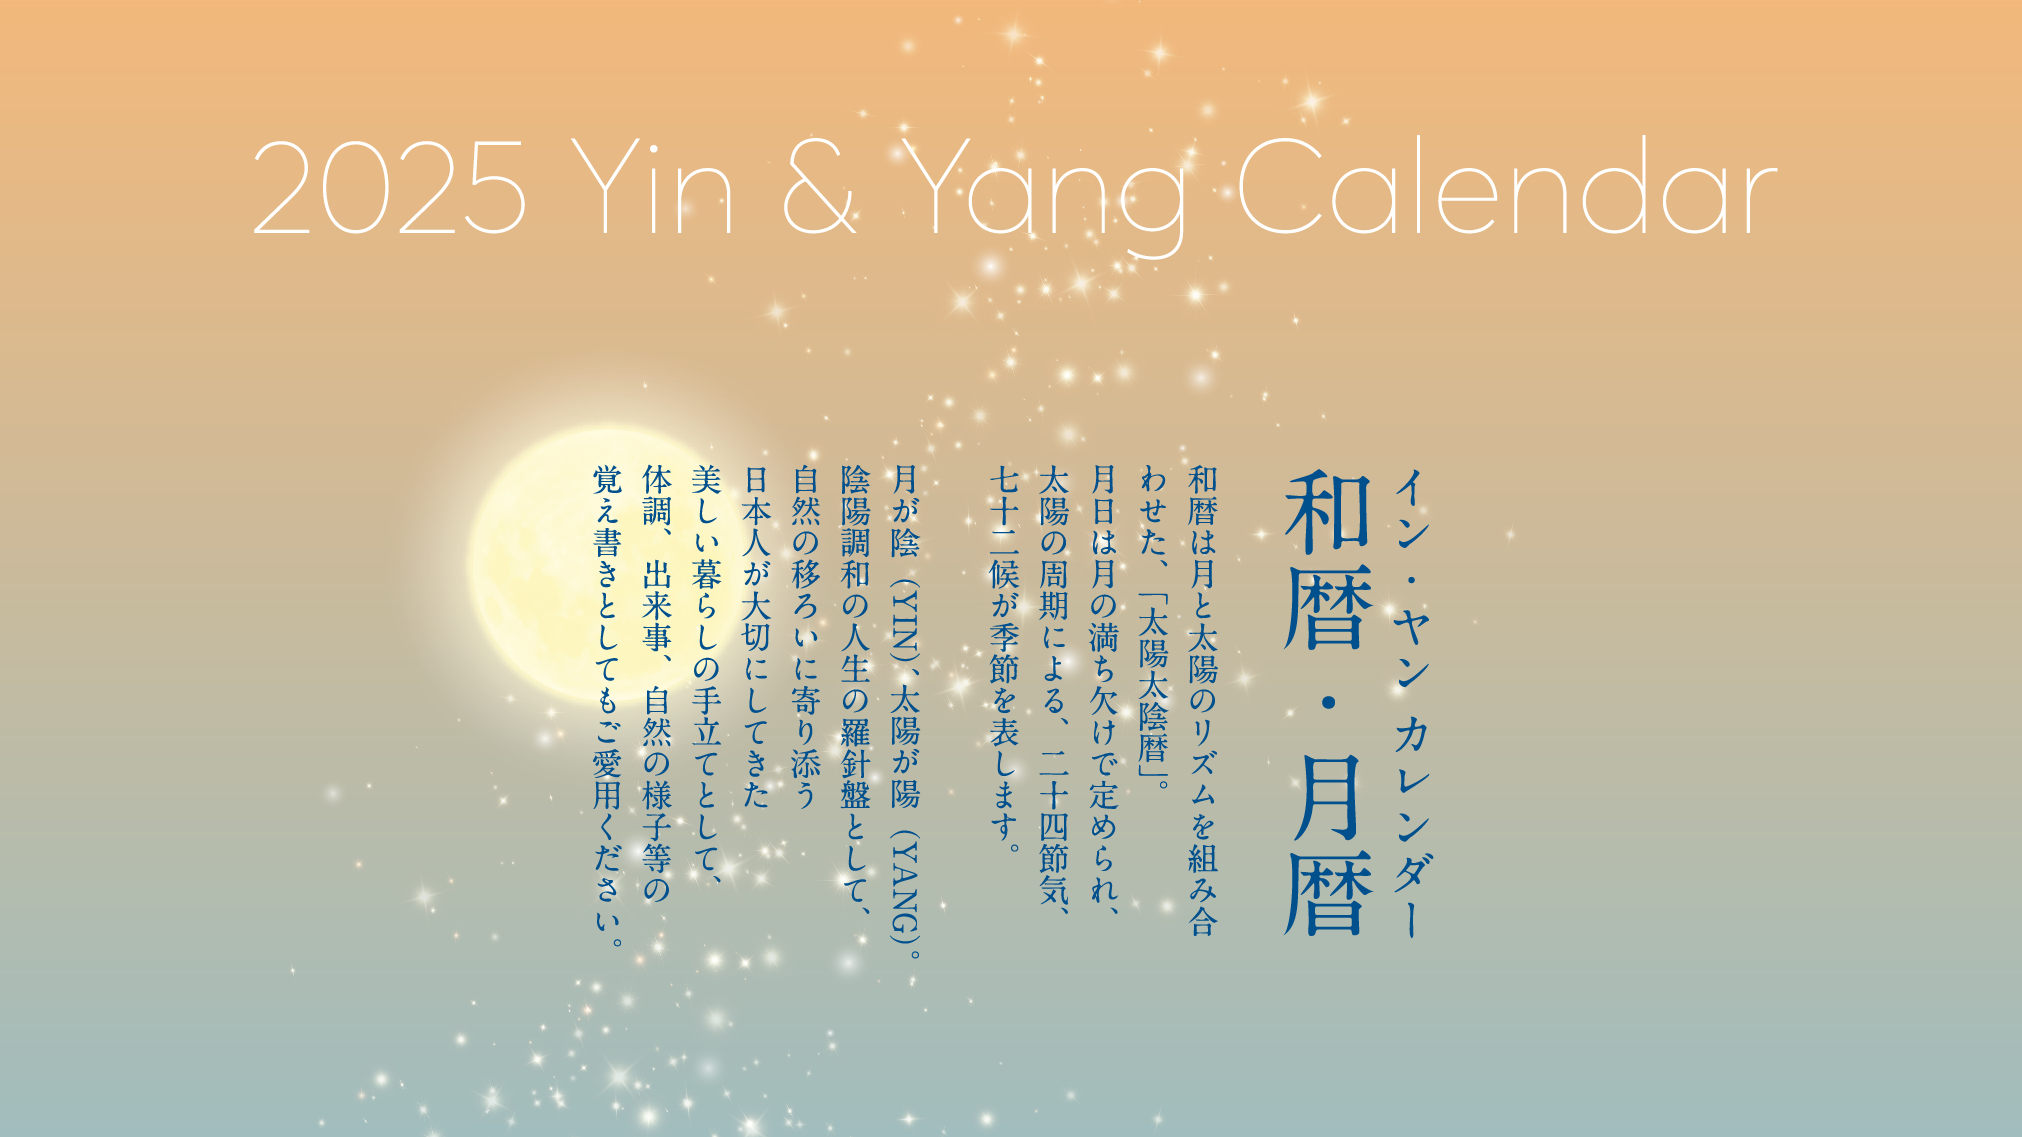 2025 Yin & Yang Calendar
イン・ヤン カレンダー
和暦・月暦
和暦は月と太陽のリズムを組み合
わせた、「太陽太陰暦」。
月日は月の満ち欠けで定められ、
太陽の周期による、二十四節気、
七十二候が季節を表します。
月が陰（YIN）、太陽が陽（YANG）。
陰陽調和の人生の羅針盤として、
自然の移ろいに寄り添う
日本人が大切にしてきた
美しい暮らしの手立てとして、
体調、出来事、自然の様子等の
覚え書きとしてもご愛用ください。